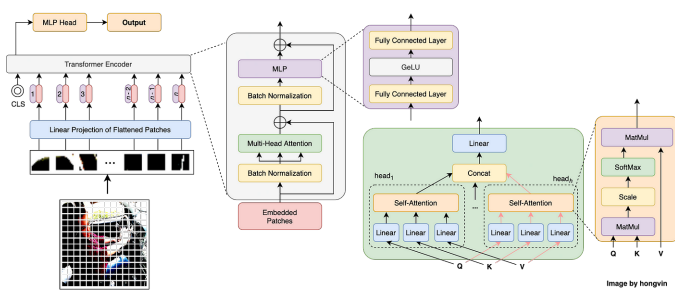 MLP Head
Output
Transformer Encoder
CLS
1
2
3
Linear Projection of Flattened Patches
...
MLP
Batch Normalization
Multi-Head Attention
Batch Normalization
Embedded
Patches
Fully Connected Layer
GeLU
Fully Connected Layer
Linear
Concat
head1
headh
Self-Attention
...
Self-Attention
Linear
Linear
Linear
Linear
Linear
Linear
Q
K
V
MatMul
SoftMax
Scale
MatMul
Q
K
V
Image by hongvin